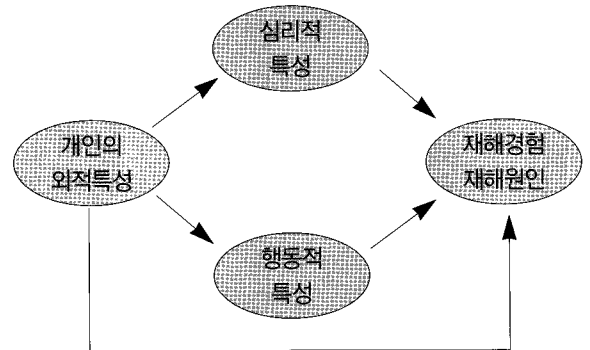 심리적
특성
개인의
외적특성
재해경험
재해원인
행동적
특성